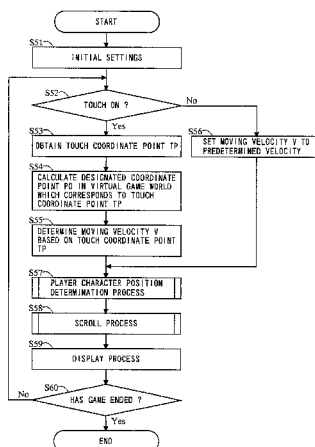 START
S51
INITIAL SETTINGS
S52
TOUCH ON ?
No
Yes
S53
OBTAIN TOUCH COORDINATE POINT TP
S56
SET MOVING VELOCITY V TO
PREDETERMINED VELOCITY
S54
CALCULATE DESIGNATED COORDINATE
POINT PD IN VIRTUAL GAME WORLD
WHICH CORRESPONDS TO TOUCH
COORDINATE POINT TP
S55
DETERMINE MOVING VELOCITY V
BASED ON TOUCH COORDINATE POINT
TP
S57
PLAYER CHARACTER POSITION
DETERMINATION PROCESS
S58
SCROLL PROCESS
S59
DISPLAY PROCESS
S60
No
HAS GAME ENDED ?
Yes
END